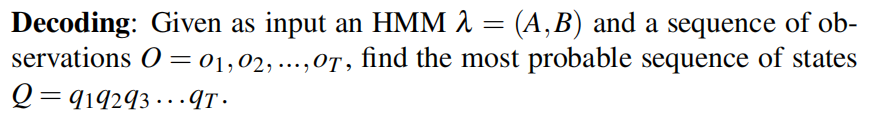 Decoding: Given as input an HMM λ = (A,B) and a sequence of ob-
servations O = o1,o2,...,oT, find the most probable sequence of states
Q = q1q2q3...qT.